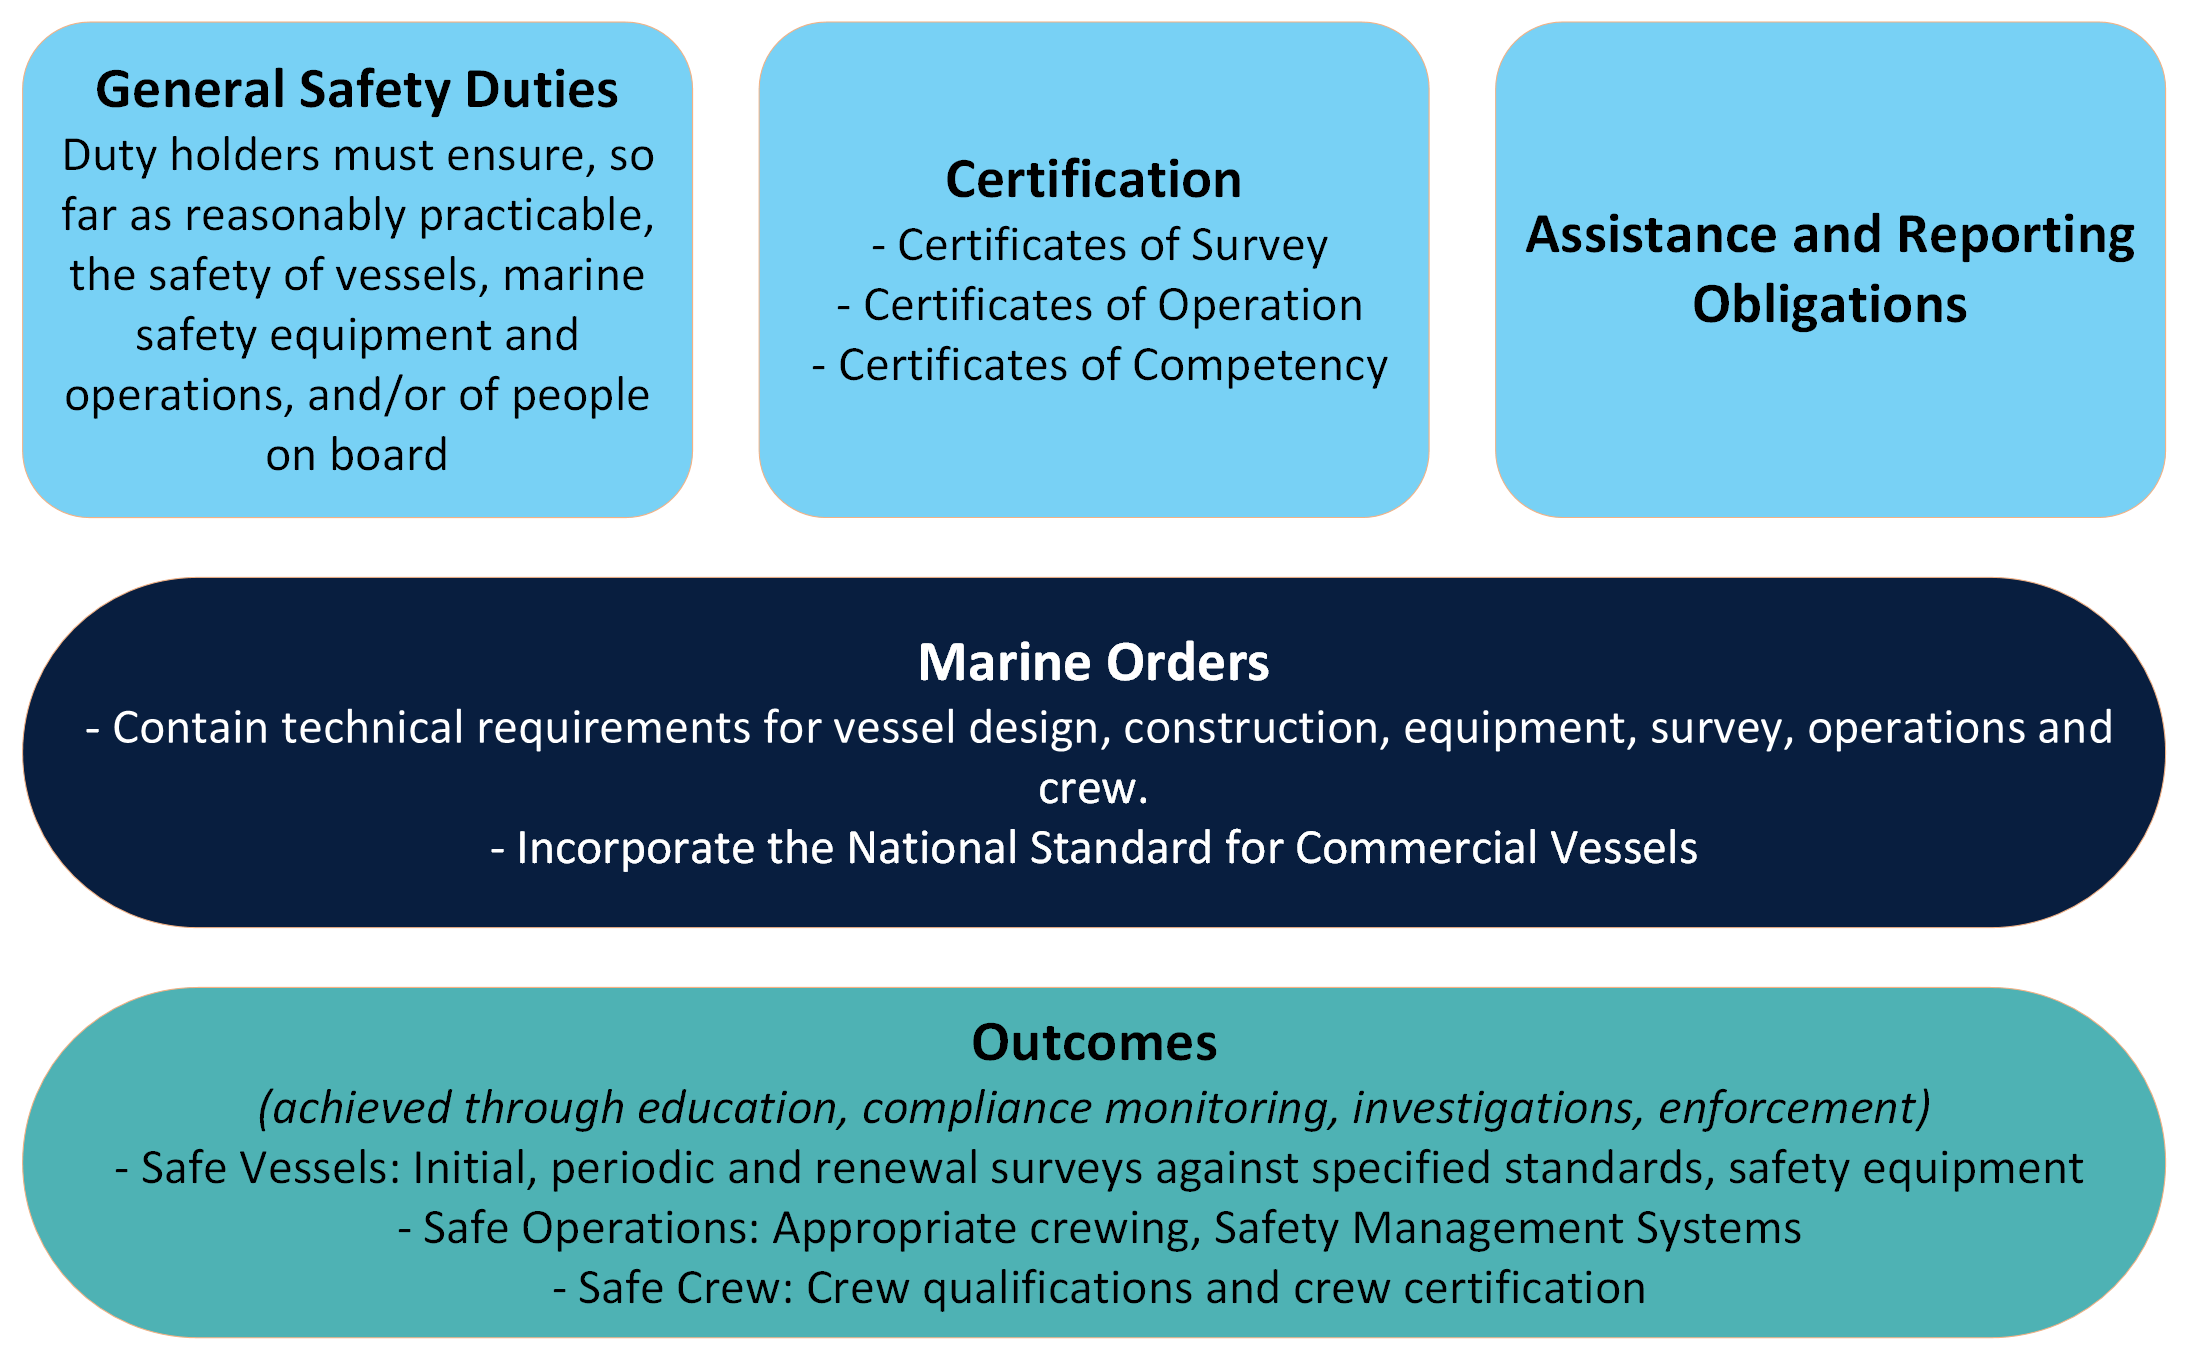 General Safety Duties
Duty holders must ensure, so
far as reasonably practicable,
the safety of vessels, marine
safety equipment and
operations, and/or of people
on board
Certification
- Certificates of Survey
- Certificates of Operation
- Certificates of Competency
Assistance and Reporting
Obligations
Marine Orders
- Contain technical requirements for vessel design, construction, equipment, survey, operations and
crew.
- Incorporate the National Standard for Commercial Vessels
Outcomes
(achieved through education, compliance monitoring, investigations, enforcement)
- Safe Vessels: Initial, periodic and renewal surveys against specified standards, safety equipment
- Safe Operations: Appropriate crewing, Safety Management Systems
- Safe Crew: Crew qualifications and crew certification